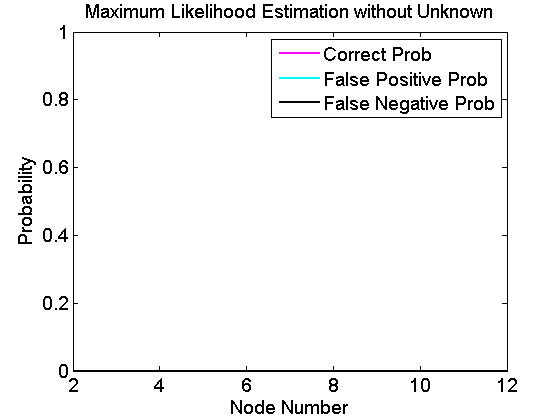 Maximum Likelihood Estimation without Unknown
1
Correct Prob
False Positive Prob
False Negative Prob
0.8
0.6
0.4
0.2
0
Probability
2 4 6 8 10 12
Node Number